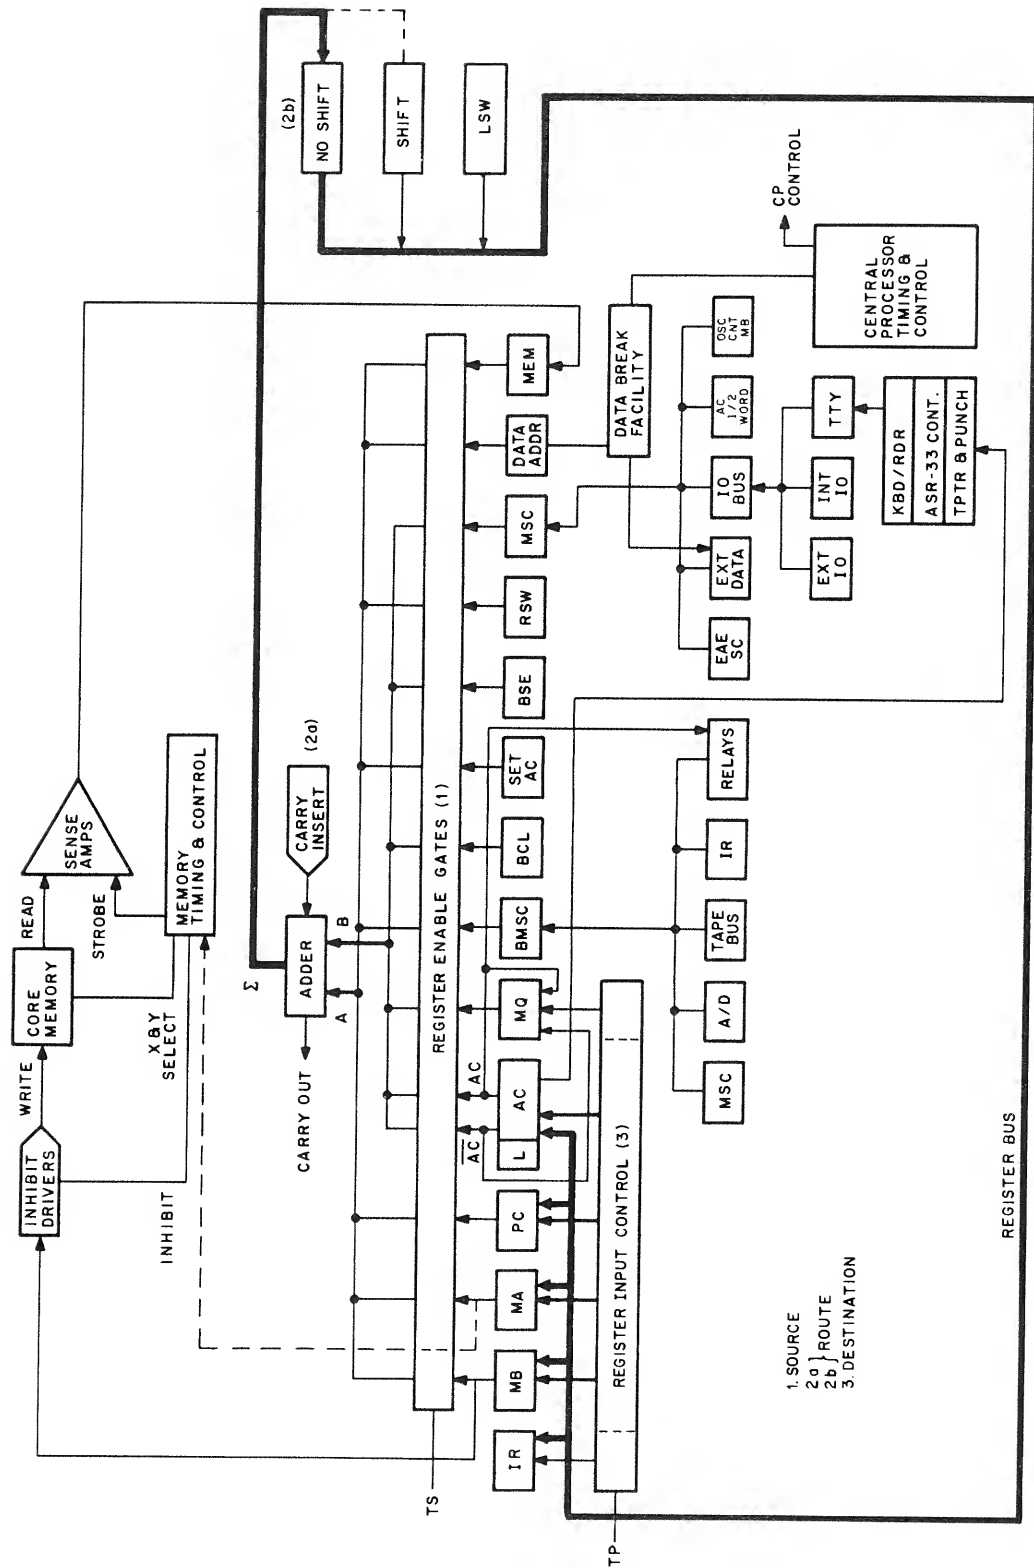 INHIBIT
DRIVERS
WRITE
CORE
MEMORY
READ
SENSE
AMPS
STROBE
X & Y
SELECT
INHIBIT
MEMORY
TIMING & CONTROL
Σ
NO SHIFT
(2b)
SHIFT
LSW
CARRY OUT
ADDER
A
B
CARRY
INSERT
(2a)
TS
REGISTER ENABLE GATES (1)
IR
MB
MA
PC
L
AC
AC
AC
MQ
BMSC
BCL
SET
AC
BSE
RSW
MSC
DATA
ADDR
MEM
TP
REGISTER INPUT CONTROL (3)
DATA BREAK
FACILITY
MSC
A/D
TAPE
BUS
IR
RELAYS
EAE
SC
EXT
DATA
IO
BUS
AC
1/2
WORD
OSC
CNT
MB
EXT
IO
INT
IO
TTY
KBD/RDR
ASR-33 CONT.
TPTR & PUNCH
CENTRAL
PROCESSOR
TIMING &
CONTROL
CP
CONTROL
1. SOURCE
2a } ROUTE
2b
3. DESTINATION
REGISTER BUS